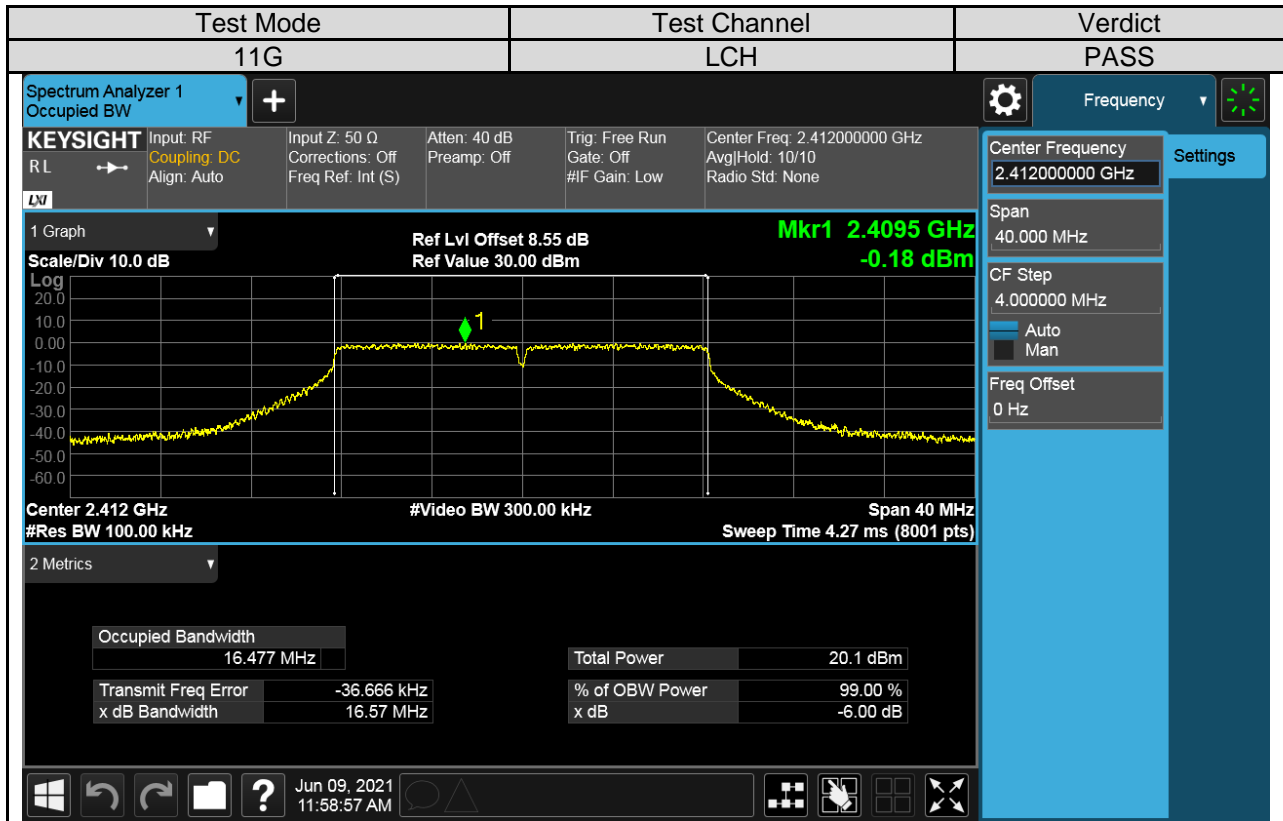 Test Mode Test Channel Verdict
11G LCH PASS
Spectrum Analyzer 1
Occupied BW
+
Frequency
KEYSIGHT
R L
LXI
Input: RF
Coupling: DC
Align: Auto
Input Z: 50 Ω
Corrections: Off
Freq Ref: Int (S)
Atten: 40 dB
Preamp: Off
Trig: Free Run
Gate: Off
#IF Gain: Low
Center Freq: 2.412000000 GHz
Avg|Hold: 10/10
Radio Std: None
Center Frequency
2.412000000 GHz
Settings
Span
40.000 MHz
CF Step
4.000000 MHz
Auto
Man
Freq Offset
0 Hz
1 Graph
Scale/Div 10.0 dB
Ref Lvl Offset 8.55 dB
Ref Value 30.00 dBm
Mkr1 2.4095 GHz
-0.18 dBm
Log
20.0
10.0
0.00
-10.0
-20.0
-30.0
-40.0
-50.0
-60.0
1
Center 2.412 GHz
#Res BW 100.00 kHz
#Video BW 300.00 kHz
Span 40 MHz
Sweep Time 4.27 ms (8001 pts)
2 Metrics
Occupied Bandwidth
16.477 MHz
Total Power 20.1 dBm
Transmit Freq Error -36.666 kHz
% of OBW Power 99.00 %
x dB Bandwidth 16.57 MHz
x dB -6.00 dB
?
Jun 09, 2021
11:58:57 AM